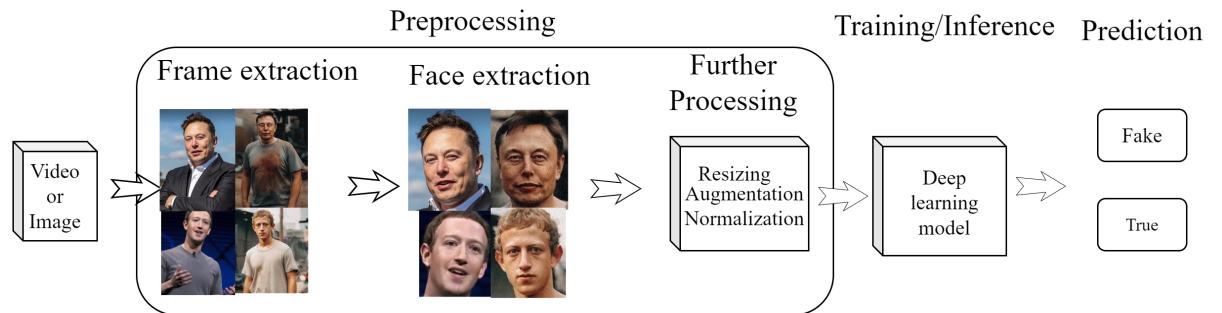 Preprocessing
Training/Inference
Prediction
Frame extraction
Face extraction
Further
Processing
Video
or
Image
Resizing
Augmentation
Normalization
Deep
learning
model
Fake
True